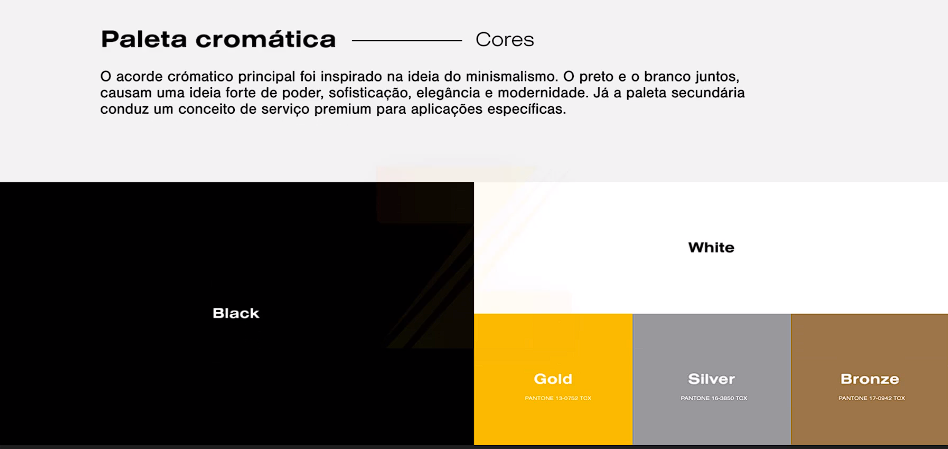 Paleta cromática
Cores
O acorde crómatico principal foi inspirado na ideia do minismalismo. O preto e o branco juntos,
causam uma ideia forte de poder, sofisticação, elegância e modernidade. Já a paleta secundária
conduz um conceito de serviço premium para aplicações específicas.
Black
White
Gold
PANTONE 13-0752 TCX
Silver
PANTONE 16-3850 TCX
Bronze
PANTONE 17-0942 TCX